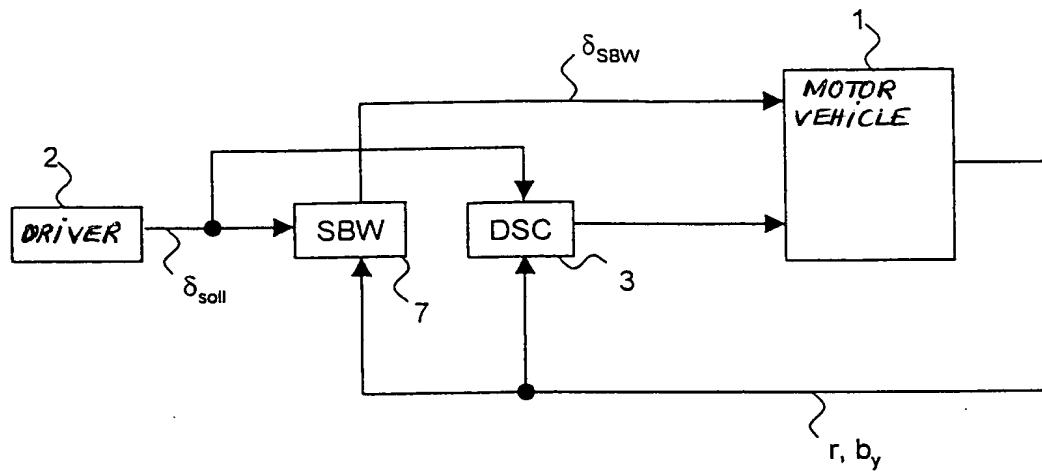 1
δSBW
MOTOR
VEHICLE
2
DRIVER
SBW
DSC
δsoll
7
3
r, by